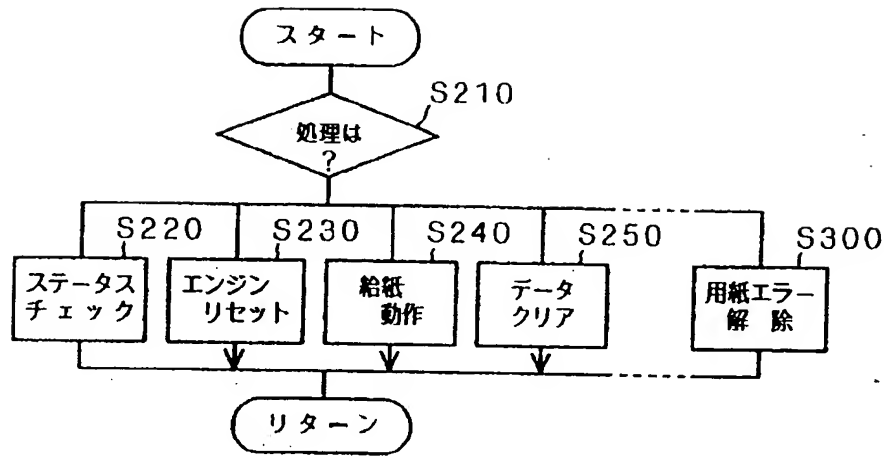 スタート
S210
処理は
?
S220
S230
S240
S250
S300
ステータス
チェック
エンジン
リセット
給紙
動作
データ
クリア
用紙エラー
解除
リターン